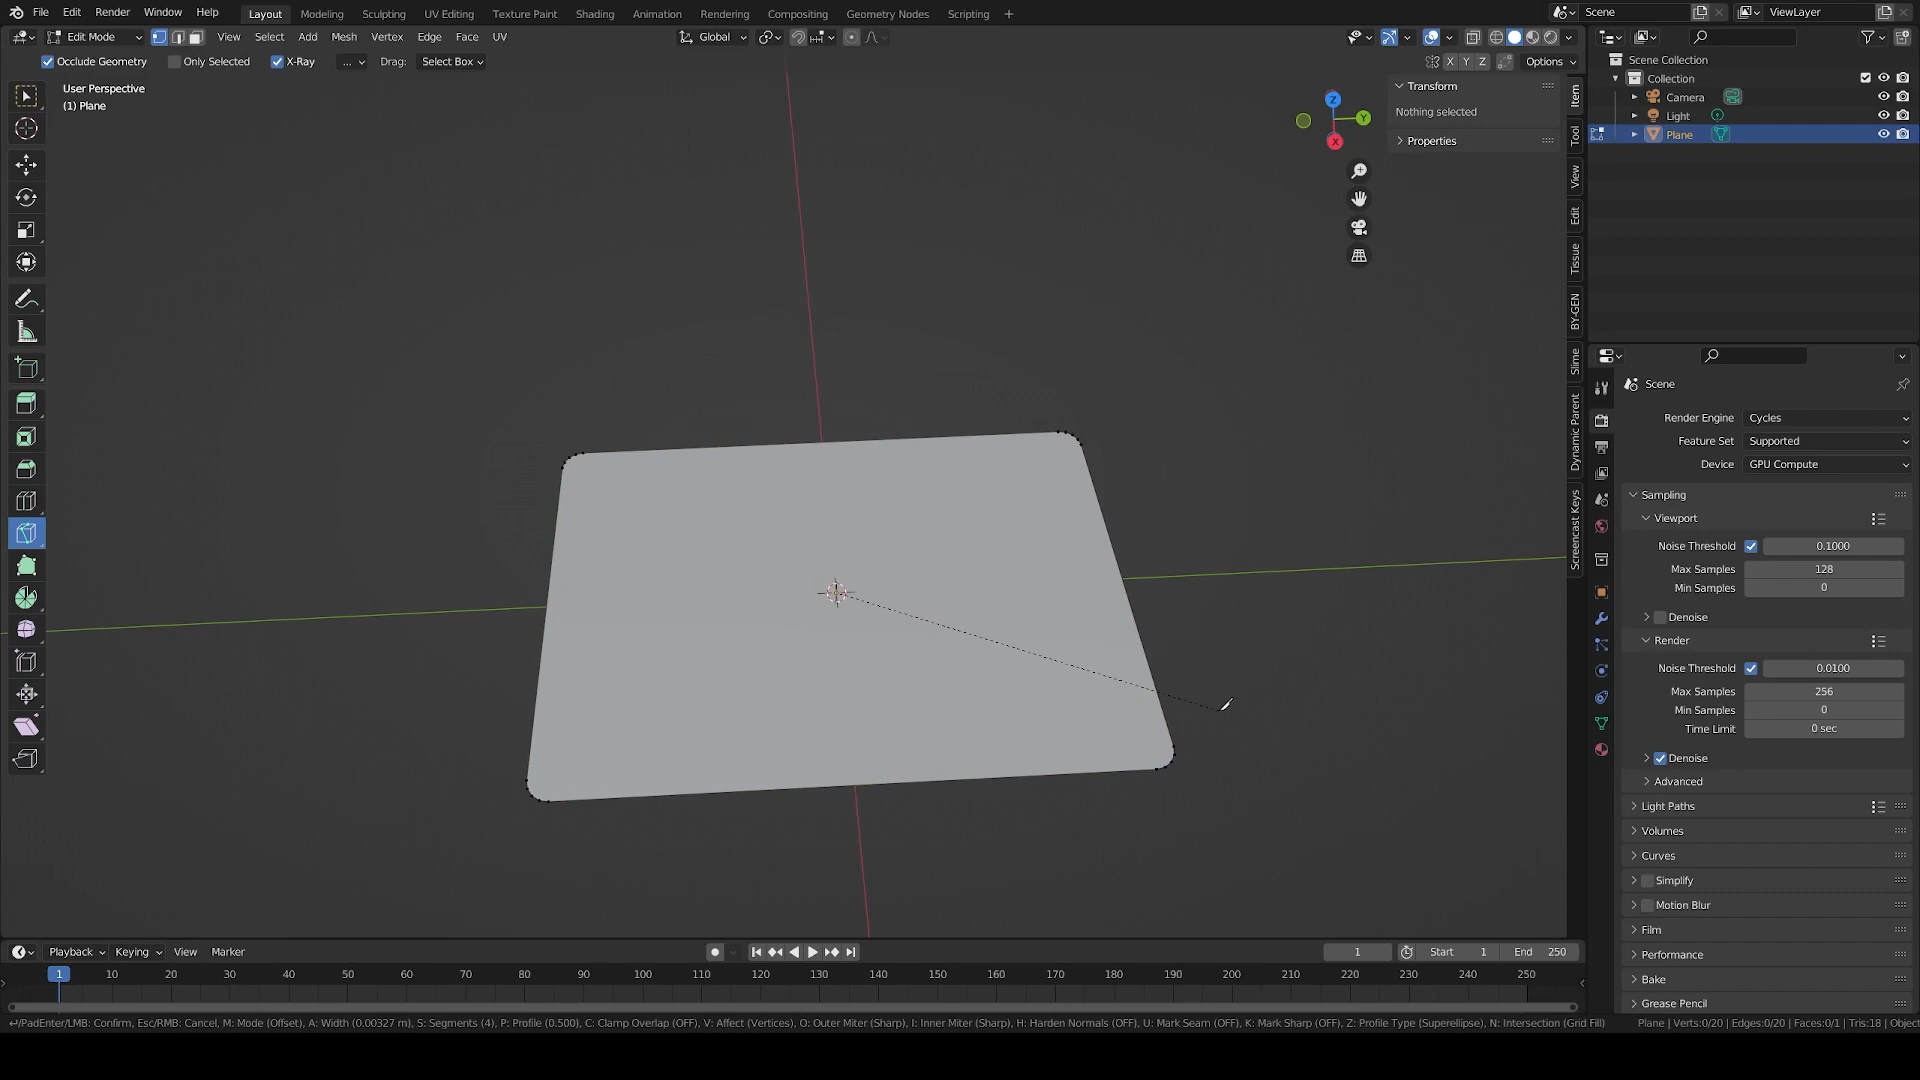 File Edit Render Window Help Layout Modeling Sculpting UV Editing Texture Paint Shading Animation Rendering Compositing Geometry Nodes Scripting + Scene ViewLayer
Edit Mode View Select Add Mesh Vertex Edge Face UV Global
Occlude Geometry Only Selected X-Ray ... Drag: Select Box X Y Z Options
User Perspective
(1) Plane
Z
Y
X
Transform
Nothing selected
Properties
Item
Tool
View
Edit
Tissue
BY-GEN
Slime
Dynamic Parent
Screencast Keys
Scene Collection
Collection
Camera
Light
Plane
Scene
Render Engine Cycles
Feature Set Supported
Device GPU Compute
Sampling
Viewport
Noise Threshold 0.1000
Max Samples 128
Min Samples 0
Denoise
Render
Noise Threshold 0.0100
Max Samples 256
Min Samples 0
Time Limit 0 sec
Denoise
Advanced
Light Paths
Volumes
Curves
Simplify
Motion Blur
Film
Performance
Bake
Grease Pencil
Playback Keying View Marker 1 Start 1 End 250
1 10 20 30 40 50 60 70 80 90 100 110 120 130 140 150 160 170 180 190 200 210 220 230 240 250
↵/PadEnter/LMB: Confirm, Esc/RMB: Cancel, M: Mode (Offset), A: Width (0.00327 m), S: Segments (4), P: Profile (0.500), C: Clamp Overlap (OFF), V: Affect (Vertices), O: Outer Miter (Sharp), I: Inner Miter (Sharp), H: Harden Normals (OFF), U: Mark Seam (OFF), K: Mark Sharp (OFF), Z: Profile Type (Superellipse), N: Intersection (Grid Fill) Plane | Verts:0/20 | Edges:0/20 | Faces:0/1 | Tris:18 | Object